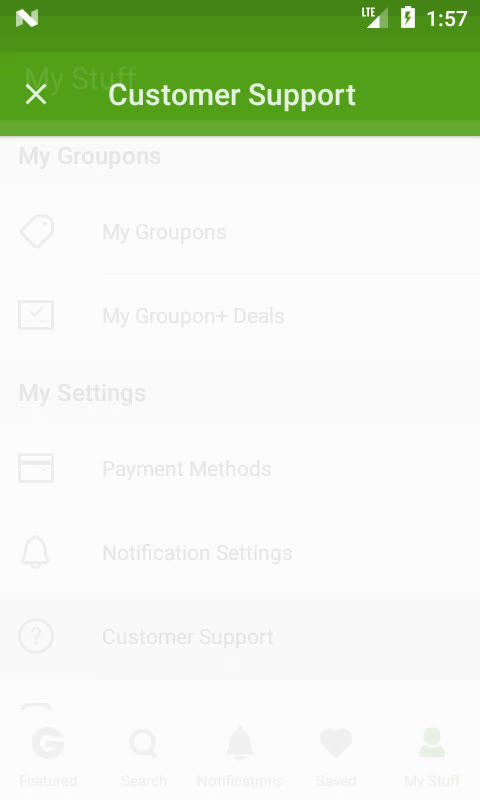 LTE 1:57
My Stuff
Customer Support
My Groupons
My Groupons
My Groupon+ Deals
My Settings
Payment Methods
Notification Settings
Customer Support
Featured Search Notifications Saved My Stuff